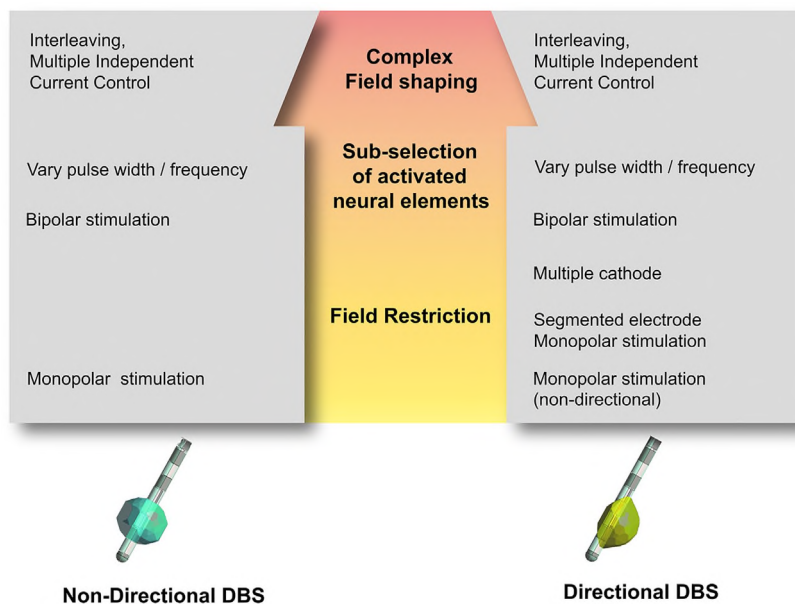 Interleaving,
Multiple Independent
Current Control
Vary pulse width / frequency
Bipolar stimulation
Monopolar stimulation
Complex
Field shaping
Sub-selection
of activated
neural elements
Field Restriction
Interleaving,
Multiple Independent
Current Control
Vary pulse width / frequency
Bipolar stimulation
Multiple cathode
Segmented electrode
Monopolar stimulation
Monopolar stimulation
(non-directional)
Non-Directional DBS
Directional DBS